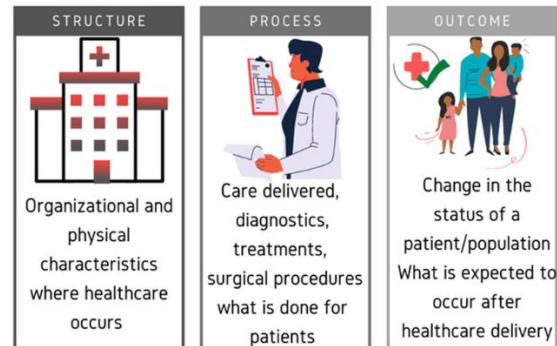 STRUCTURE
Organizational and
physical
characteristics
where healthcare
occurs
PROCESS
Care delivered,
diagnostics,
treatments,
surgical procedures
what is done for
patients
OUTCOME
Change in the
status of a
patient/population
What is expected to
occur after
healthcare delivery